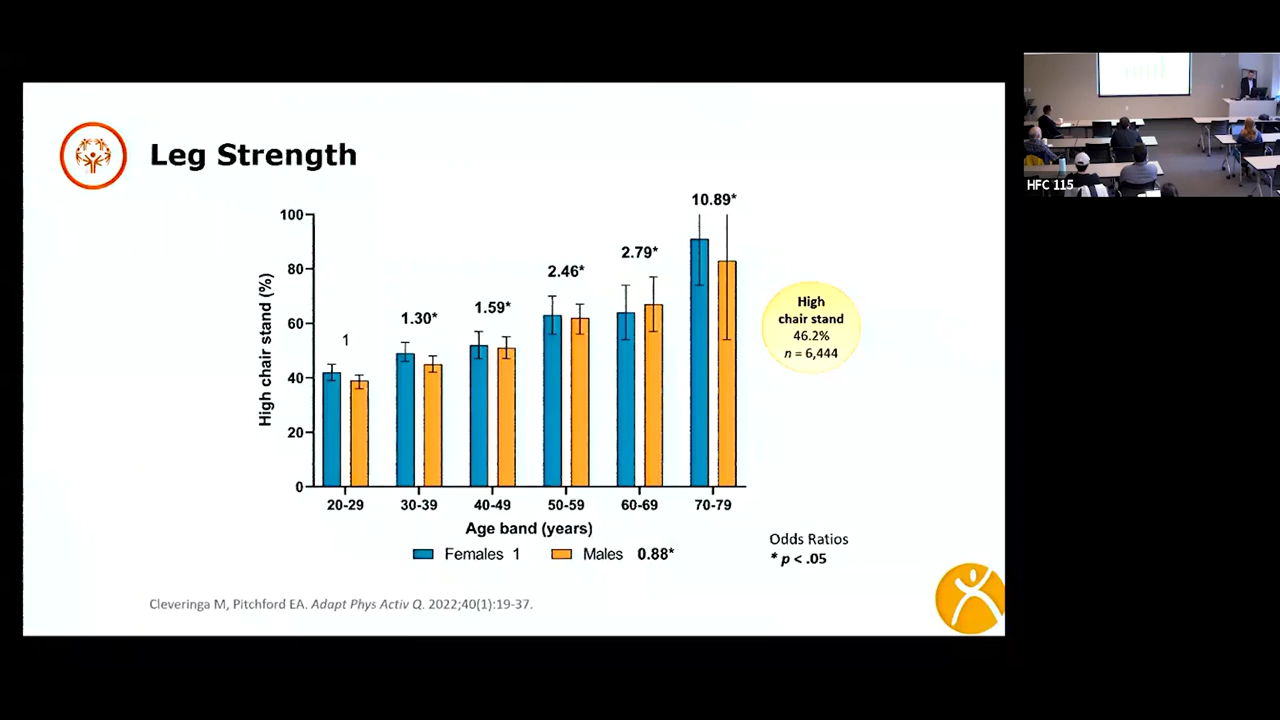 Leg Strength
High chair stand (%)
100
80
60
40
20
0
1
1.30*
1.59*
2.46*
2.79*
10.89*
20-29
30-39
40-49
50-59
60-69
70-79
Age band (years)
Females 1
Males 0.88*
High
chair stand
46.2%
n = 6,444
Odds Ratios
* p < .05
Cleveringa M, Pitchford EA. Adapt Phys Activ Q. 2022;40(1):19-37.
HFC 115